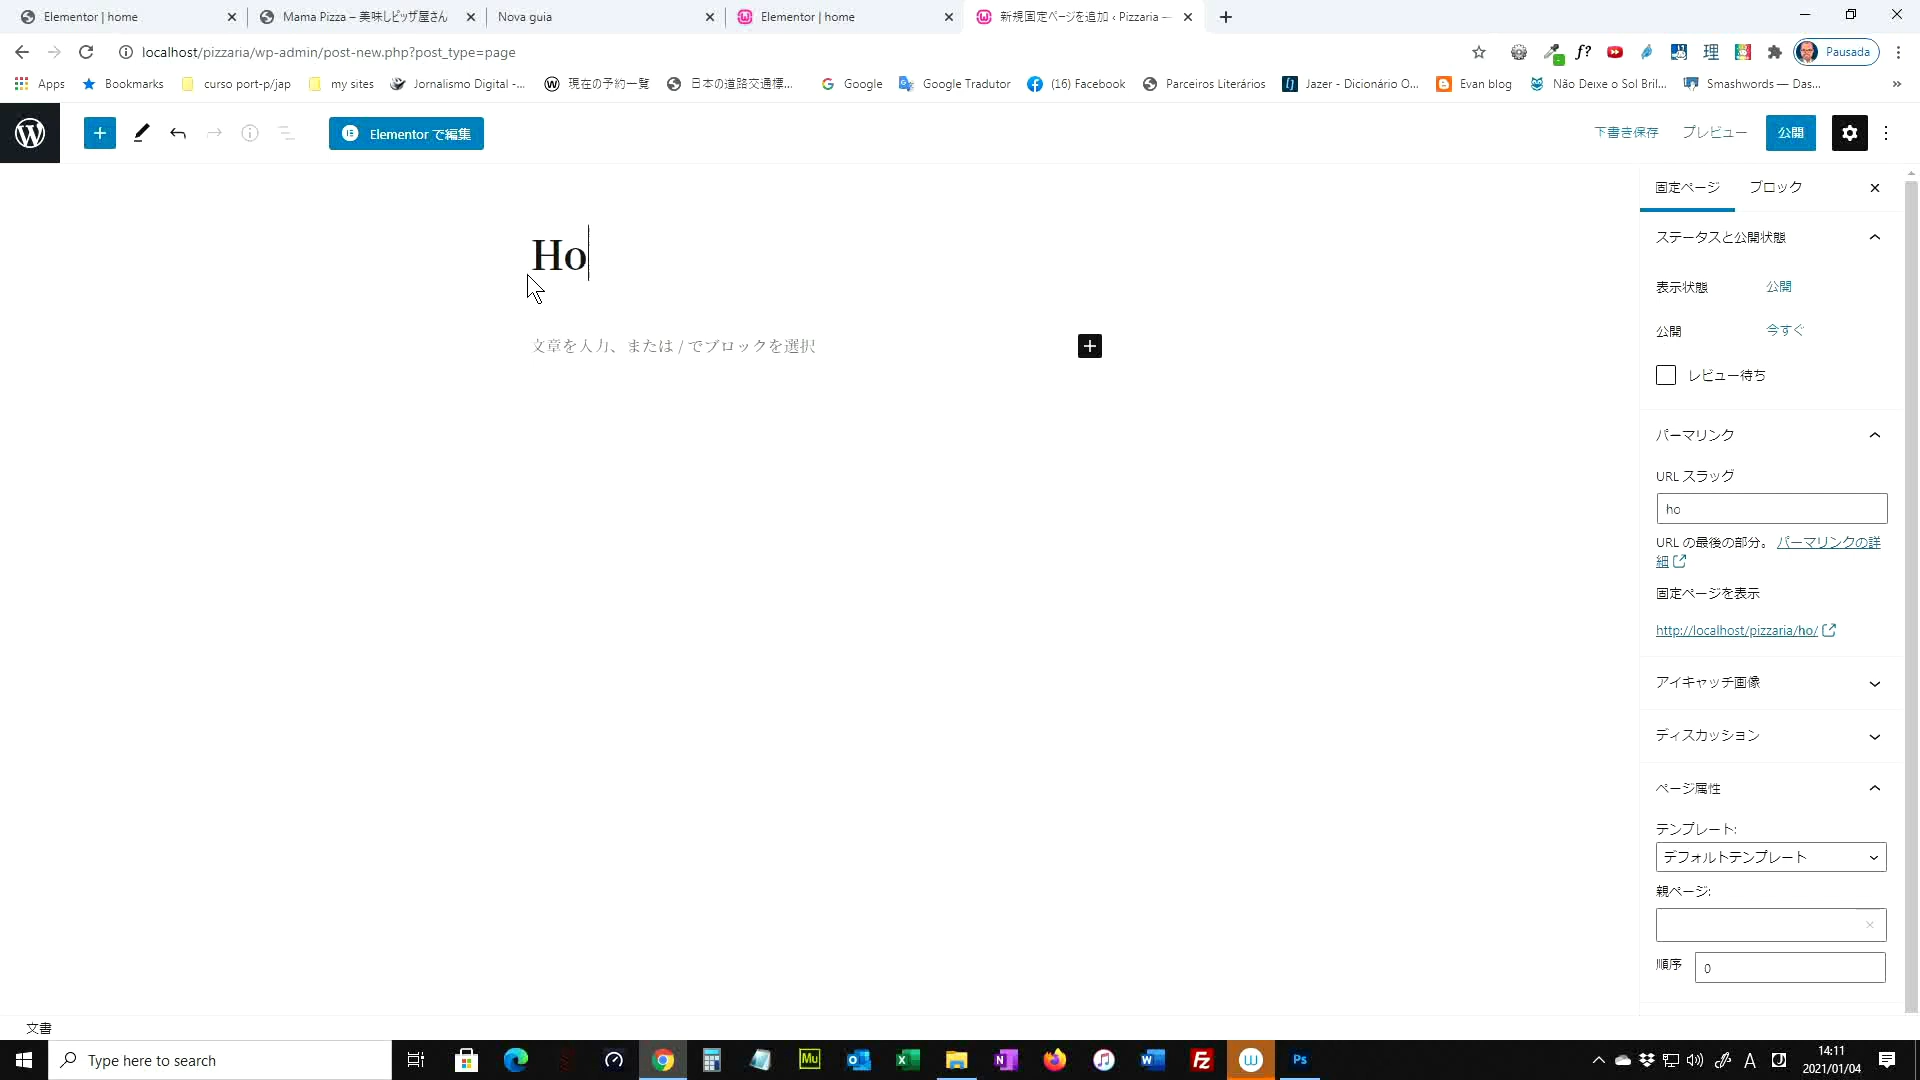 Elementor | home
Mama Pizza – 美味しピッザ屋さん
Nova guia
Elementor | home
新規固定ページを追加 ‹ Pizzaria —
localhost/pizzaria/wp-admin/post-new.php?post_type=page
f?
理
Pausada
Apps
Bookmarks
curso port-p/jap
my sites
Jornalismo Digital -...
現在の予約一覧
日本の道路交通標...
Google
Google Tradutor
(16) Facebook
Parceiros Literários
Jazer - Dicionário O...
Evan blog
Não Deixe o Sol Bril...
Smashwords — Das...
Elementor で編集
下書き保存
プレビュー
公開
固定ページ
ブロック
Ho
文章を入力、または / でブロックを選択
ステータスと公開状態
表示状態
公開
公開
今すぐ
レビュー待ち
パーマリンク
URL スラッグ
ho
URL の最後の部分。 パーマリンクの詳
細
固定ページを表示
http://localhost/pizzaria/ho/
アイキャッチ画像
ディスカッション
ページ属性
テンプレート:
デフォルトテンプレート
親ページ:
順序
0
文書
Type here to search
Mu
W
Ps
A
14:11
2021/01/04